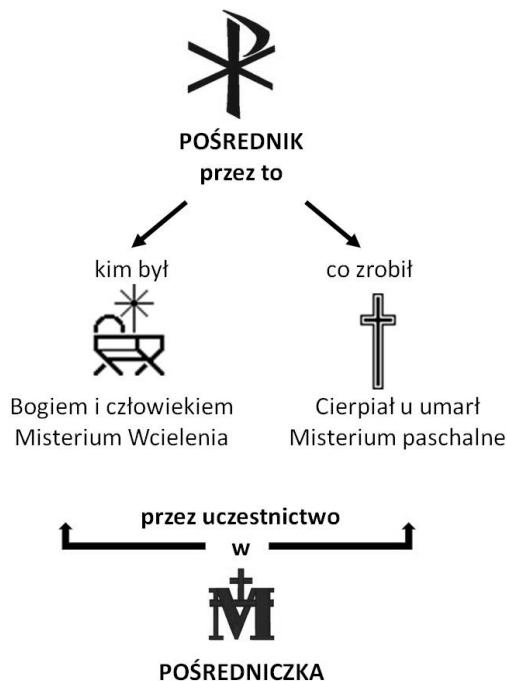 POŚREDNIK
przez to
kim był
co zrobił
Bogiem i człowiekiem
Misterium Wcielenia
Cierpiał u umarł
Misterium paschalne
przez uczestnictwo
w
POŚREDNICZKA